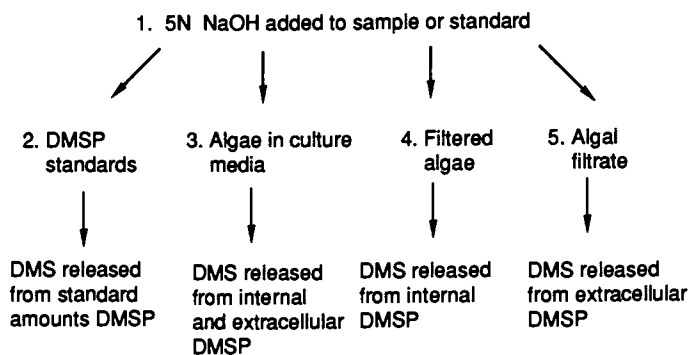 1. 5N NaOH added to sample or standard
2. DMSP
standards
3. Algae in culture
media
4. Filtered
algae
5. Algal
filtrate
DMS released
from standard
amounts DMSP
DMS released
from internal
and extracellular
DMSP
DMS released
from internal
DMSP
DMS released
from extracellular
DMSP